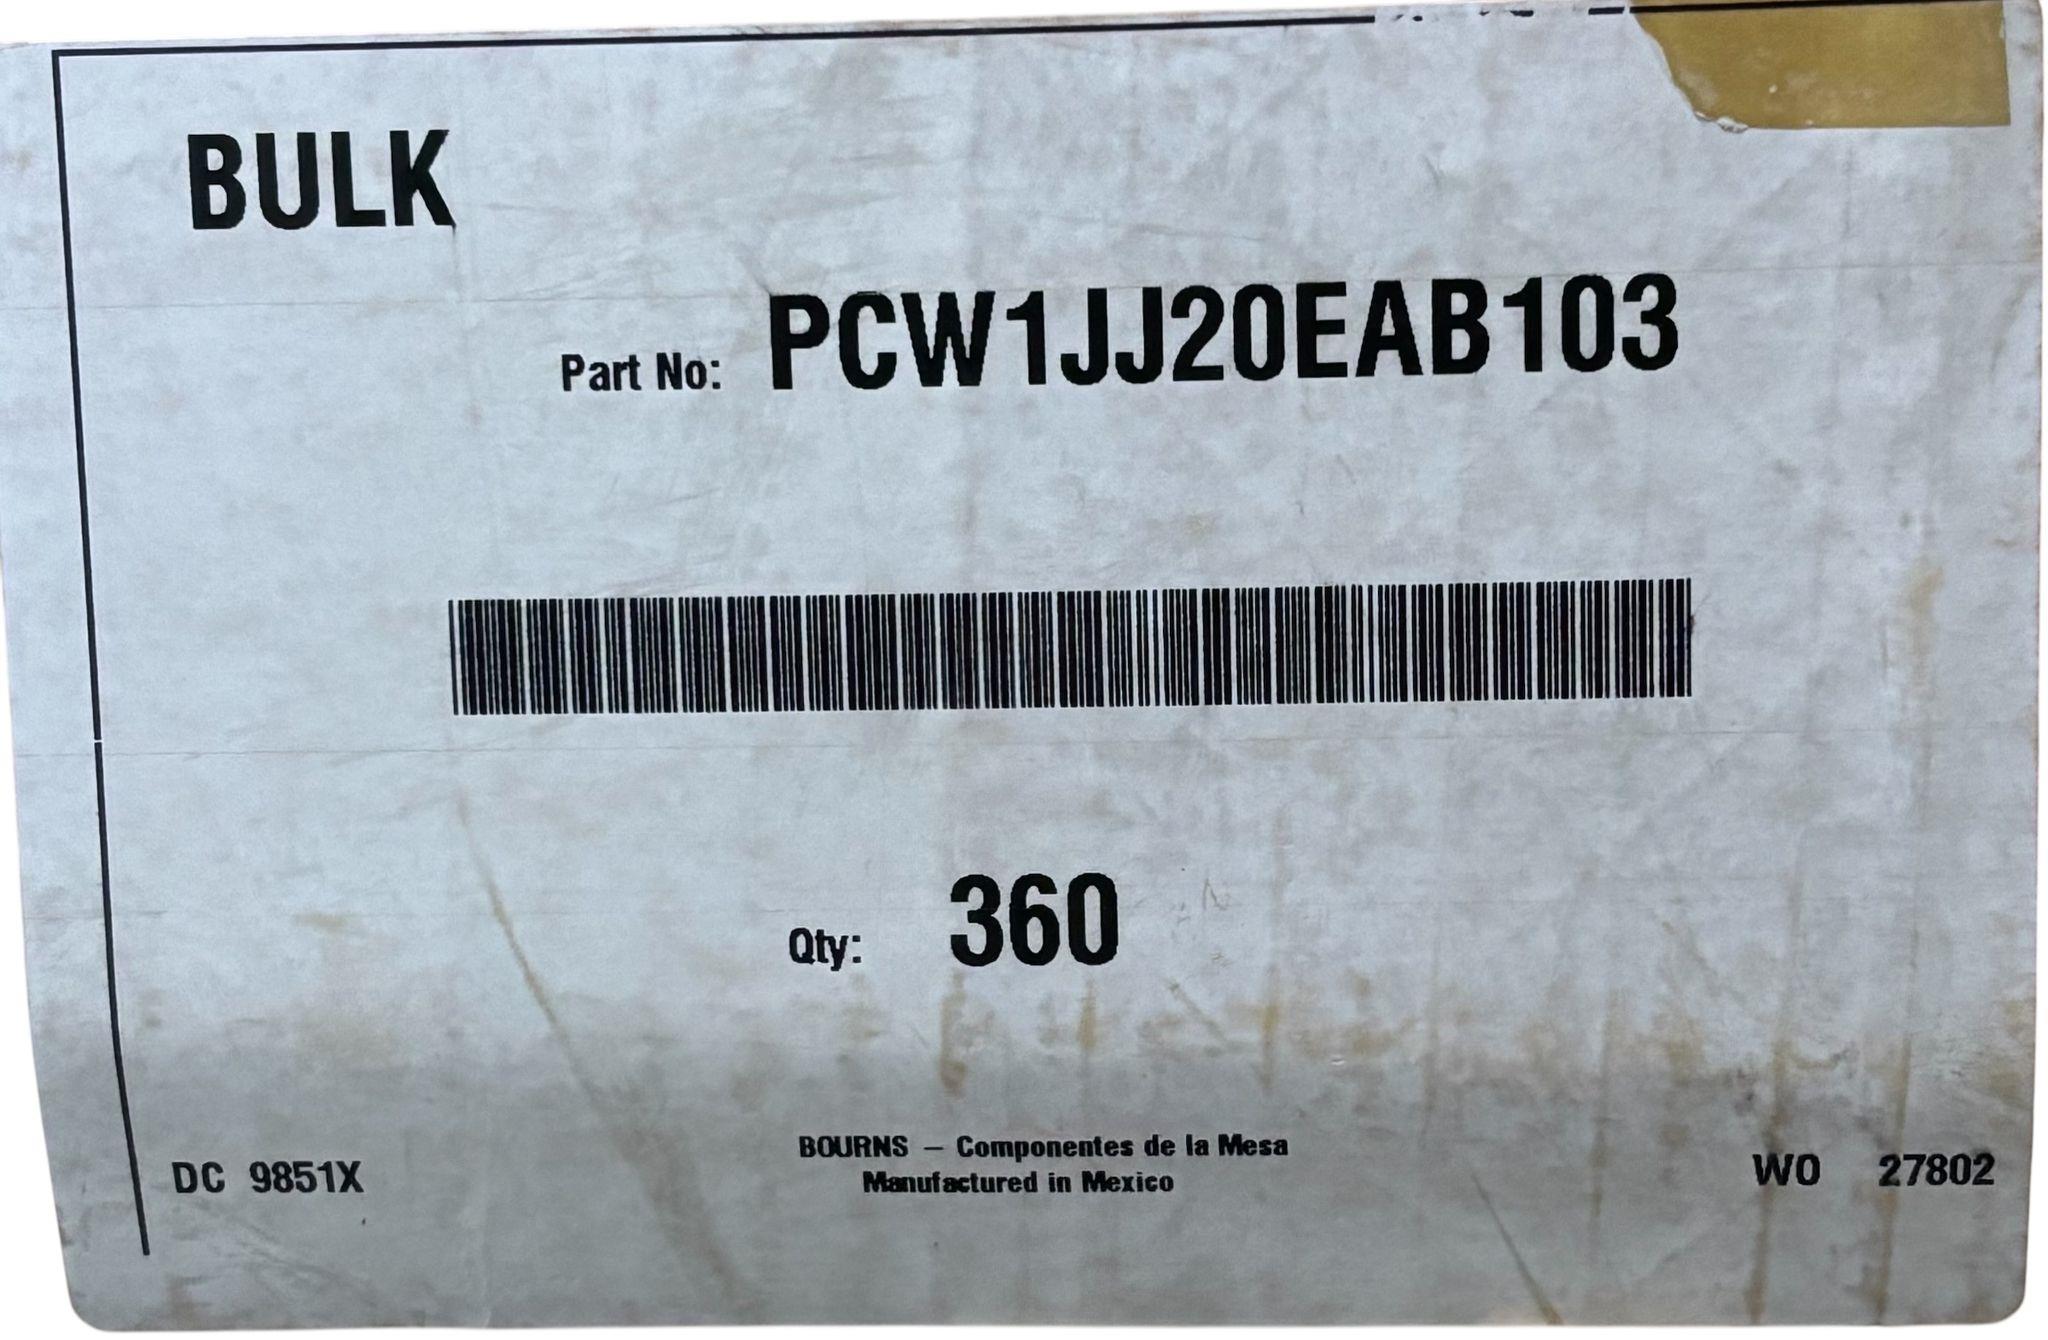 BULK
Part No: PCW1JJ20EAB103
Qty: 360
BOURNS – Componentes de la Mesa
Manufactured in Mexico
DC 9851X
WO 27802